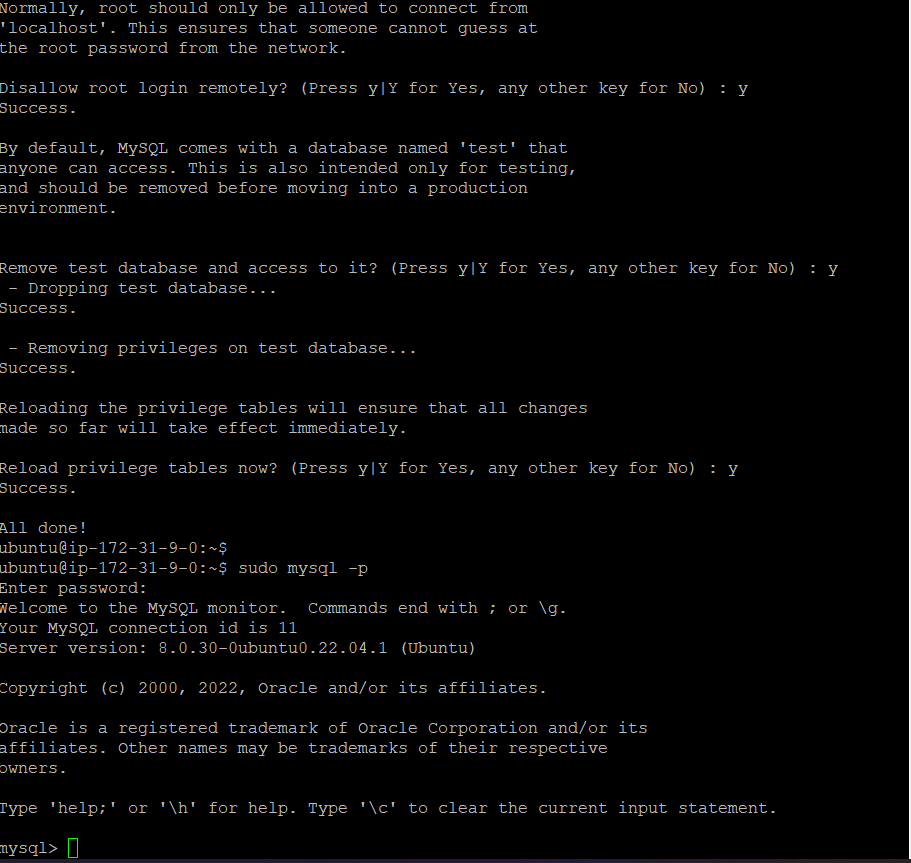 Normally, root should only be allowed to connect from
'localhost'. This ensures that someone cannot guess at
the root password from the network.
Disallow root login remotely? (Press y|Y for Yes, any other key for No) : y
Success.
By default, MySQL comes with a database named 'test' that
anyone can access. This is also intended only for testing,
and should be removed before moving into a production
environment.
Remove test database and access to it? (Press y|Y for Yes, any other key for No) : y
 - Dropping test database...
Success.
 - Removing privileges on test database...
Success.
Reloading the privilege tables will ensure that all changes
made so far will take effect immediately.
Reload privilege tables now? (Press y|Y for Yes, any other key for No) : y
Success.
All done!
ubuntu@ip-172-31-9-0:~$
ubuntu@ip-172-31-9-0:~$ sudo mysql -p
Enter password:
Welcome to the MySQL monitor.  Commands end with ; or \g.
Your MySQL connection id is 11
Server version: 8.0.30-0ubuntu0.22.04.1 (Ubuntu)
Copyright (c) 2000, 2022, Oracle and/or its affiliates.
Oracle is a registered trademark of Oracle Corporation and/or its
affiliates. Other names may be trademarks of their respective
owners.
Type 'help;' or '\h' for help. Type '\c' to clear the current input statement.
mysql>